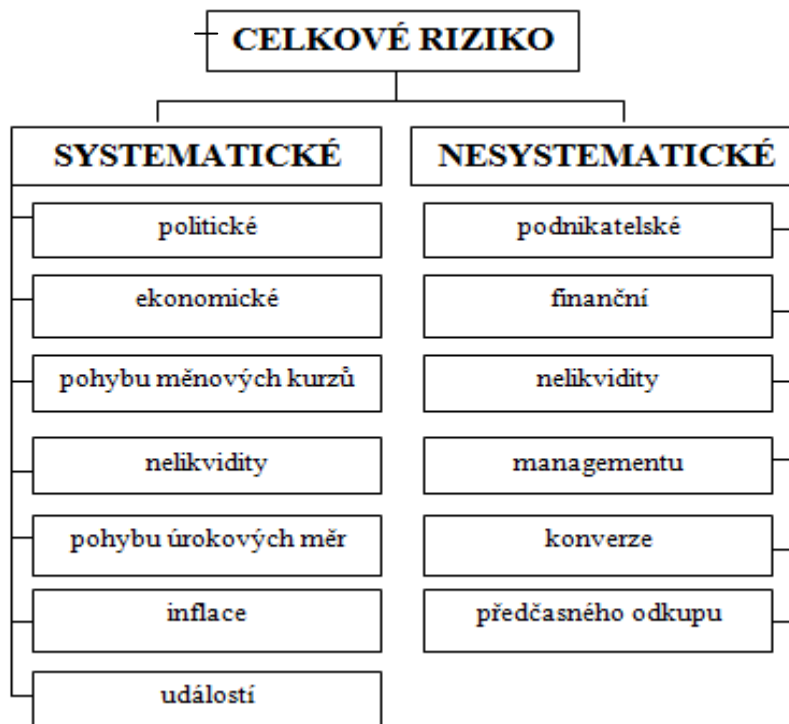 CELKOVÉ RIZIKO
SYSTEMATICKÉ
politické
ekonomické
pohybu měnových kurzů
nelikvidity
pohybu úrokových měr
inflace
událostí
NESYSTEMATICKÉ
podnikatelské
finanční
nelikvidity
managementu
konverze
předčasného odkupu